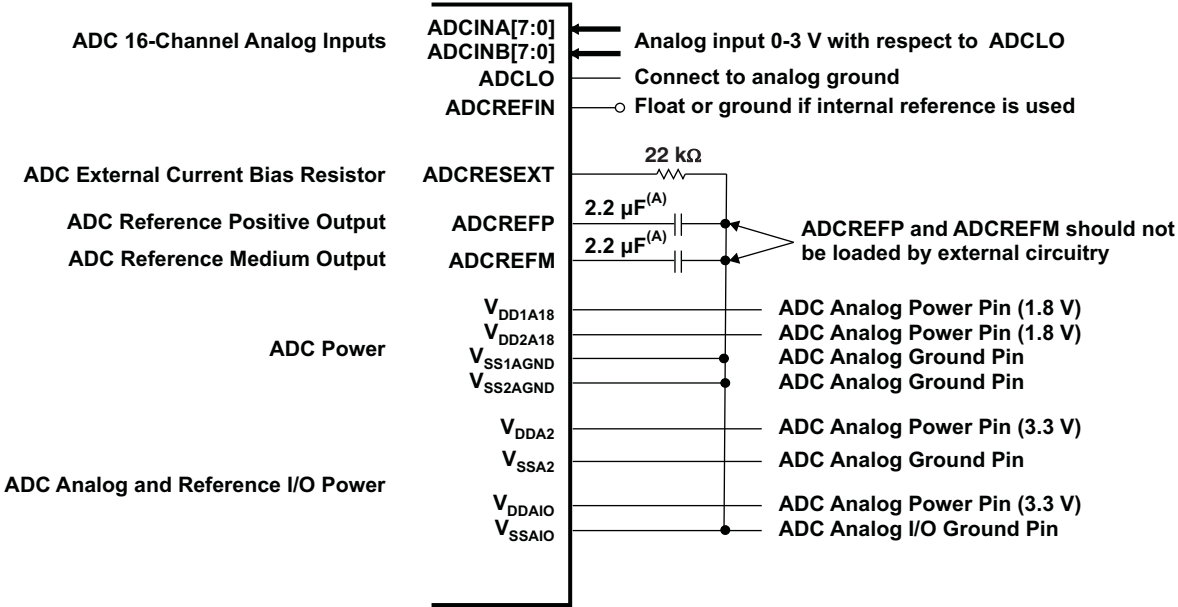 ADC 16-Channel Analog Inputs
ADCINA[7:0]
ADCINB[7:0]
Analog input 0-3 V with respect to ADCLO
ADCLO
Connect to analog ground
ADCREFIN
Float or ground if internal reference is used
ADC External Current Bias Resistor
ADCRESEXT
22 kΩ
ADC Reference Positive Output
ADCREFP
2.2 µF(A)
ADC Reference Medium Output
ADCREFM
2.2 µF(A)
ADCREFP and ADCREFM should not
be loaded by external circuitry
ADC Power
VDD1A18
ADC Analog Power Pin (1.8 V)
VDD2A18
ADC Analog Power Pin (1.8 V)
VSS1AGND
ADC Analog Ground Pin
VSS2AGND
ADC Analog Ground Pin
ADC Analog and Reference I/O Power
VDDA2
ADC Analog Power Pin (3.3 V)
VSSA2
ADC Analog Ground Pin
VDDAIO
ADC Analog Power Pin (3.3 V)
VSSAIO
ADC Analog I/O Ground Pin